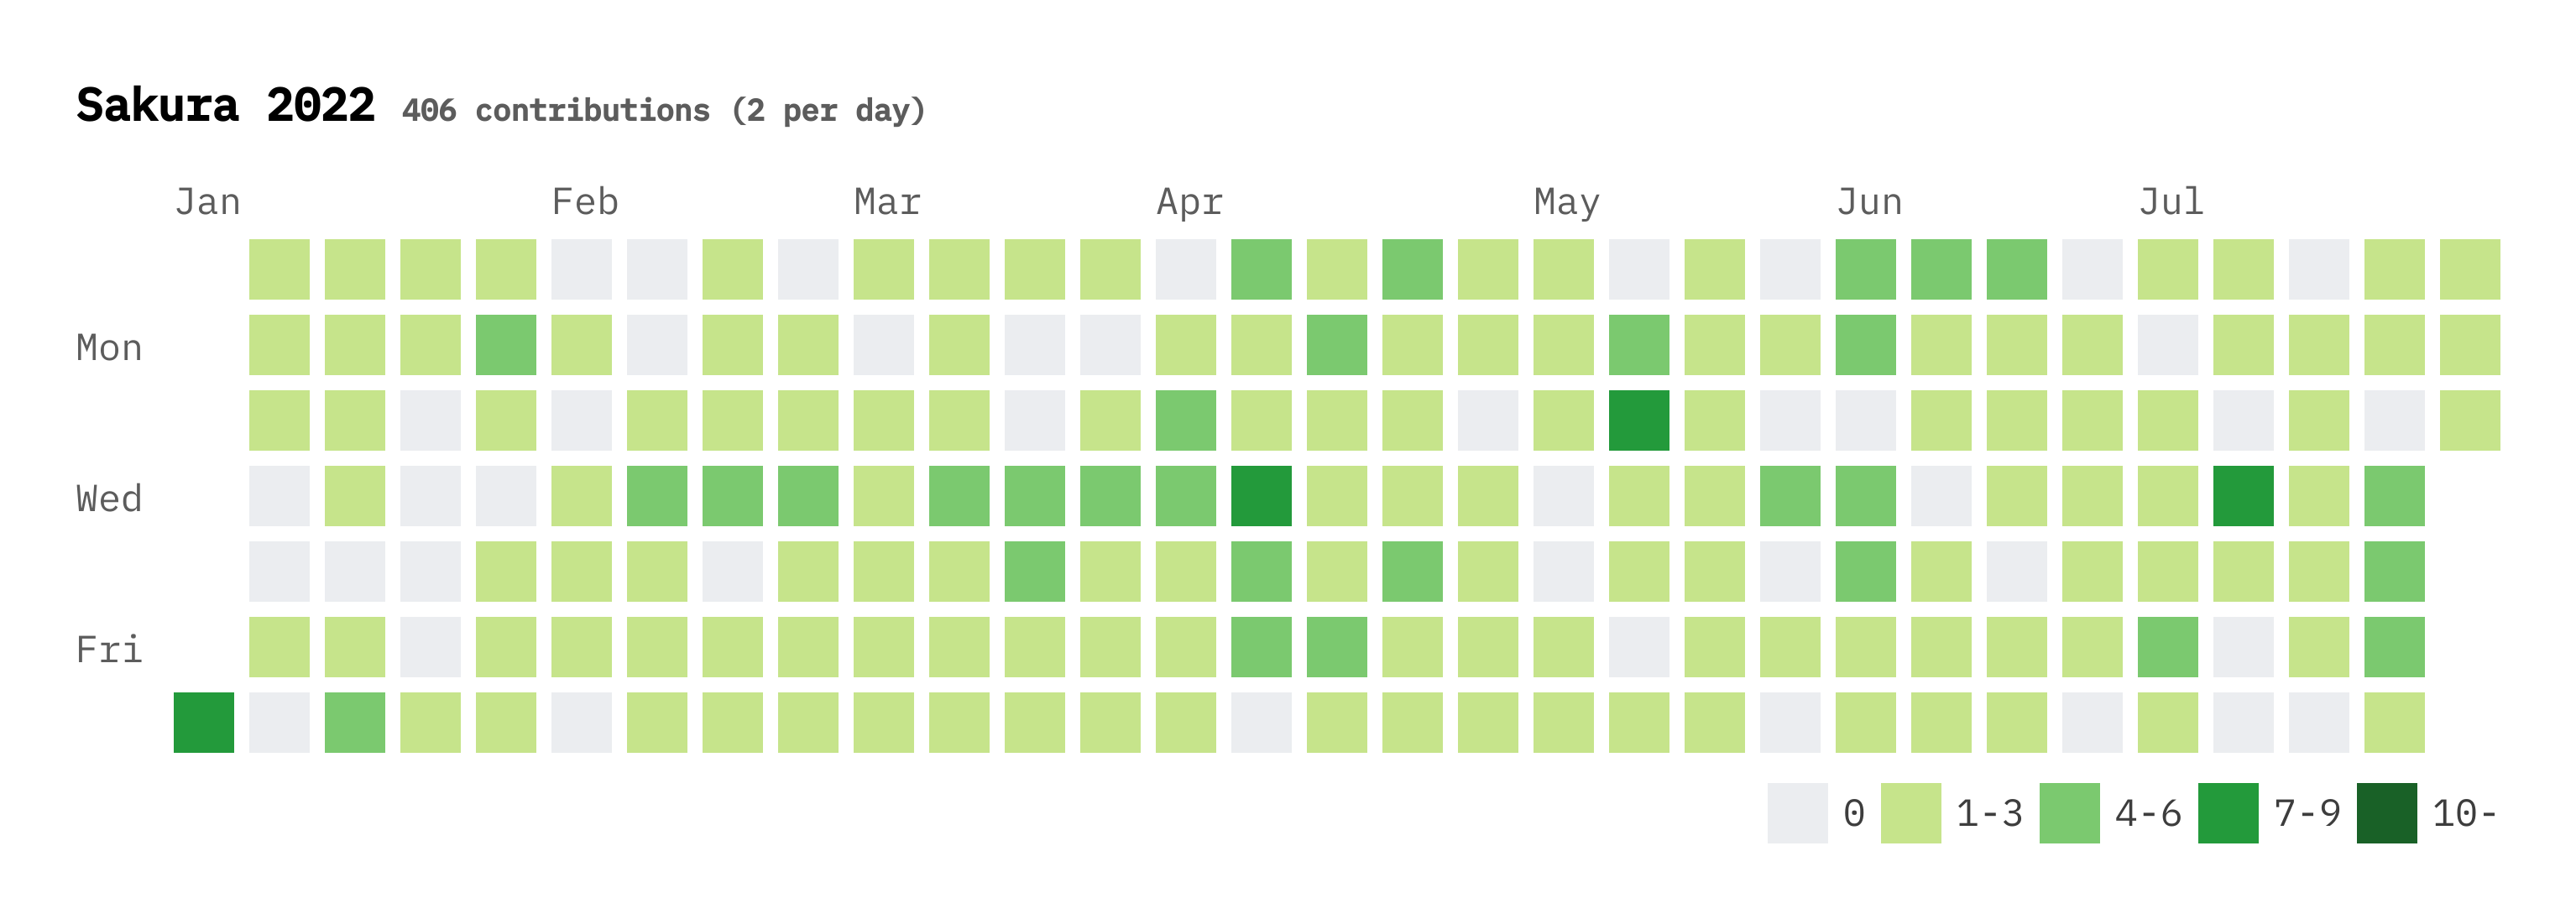 Sakura 2022 406 contributions (2 per day)
Jan Feb Mar Apr May Jun Jul
Mon
Wed
Fri
0 1-3 4-6 7-9 10-